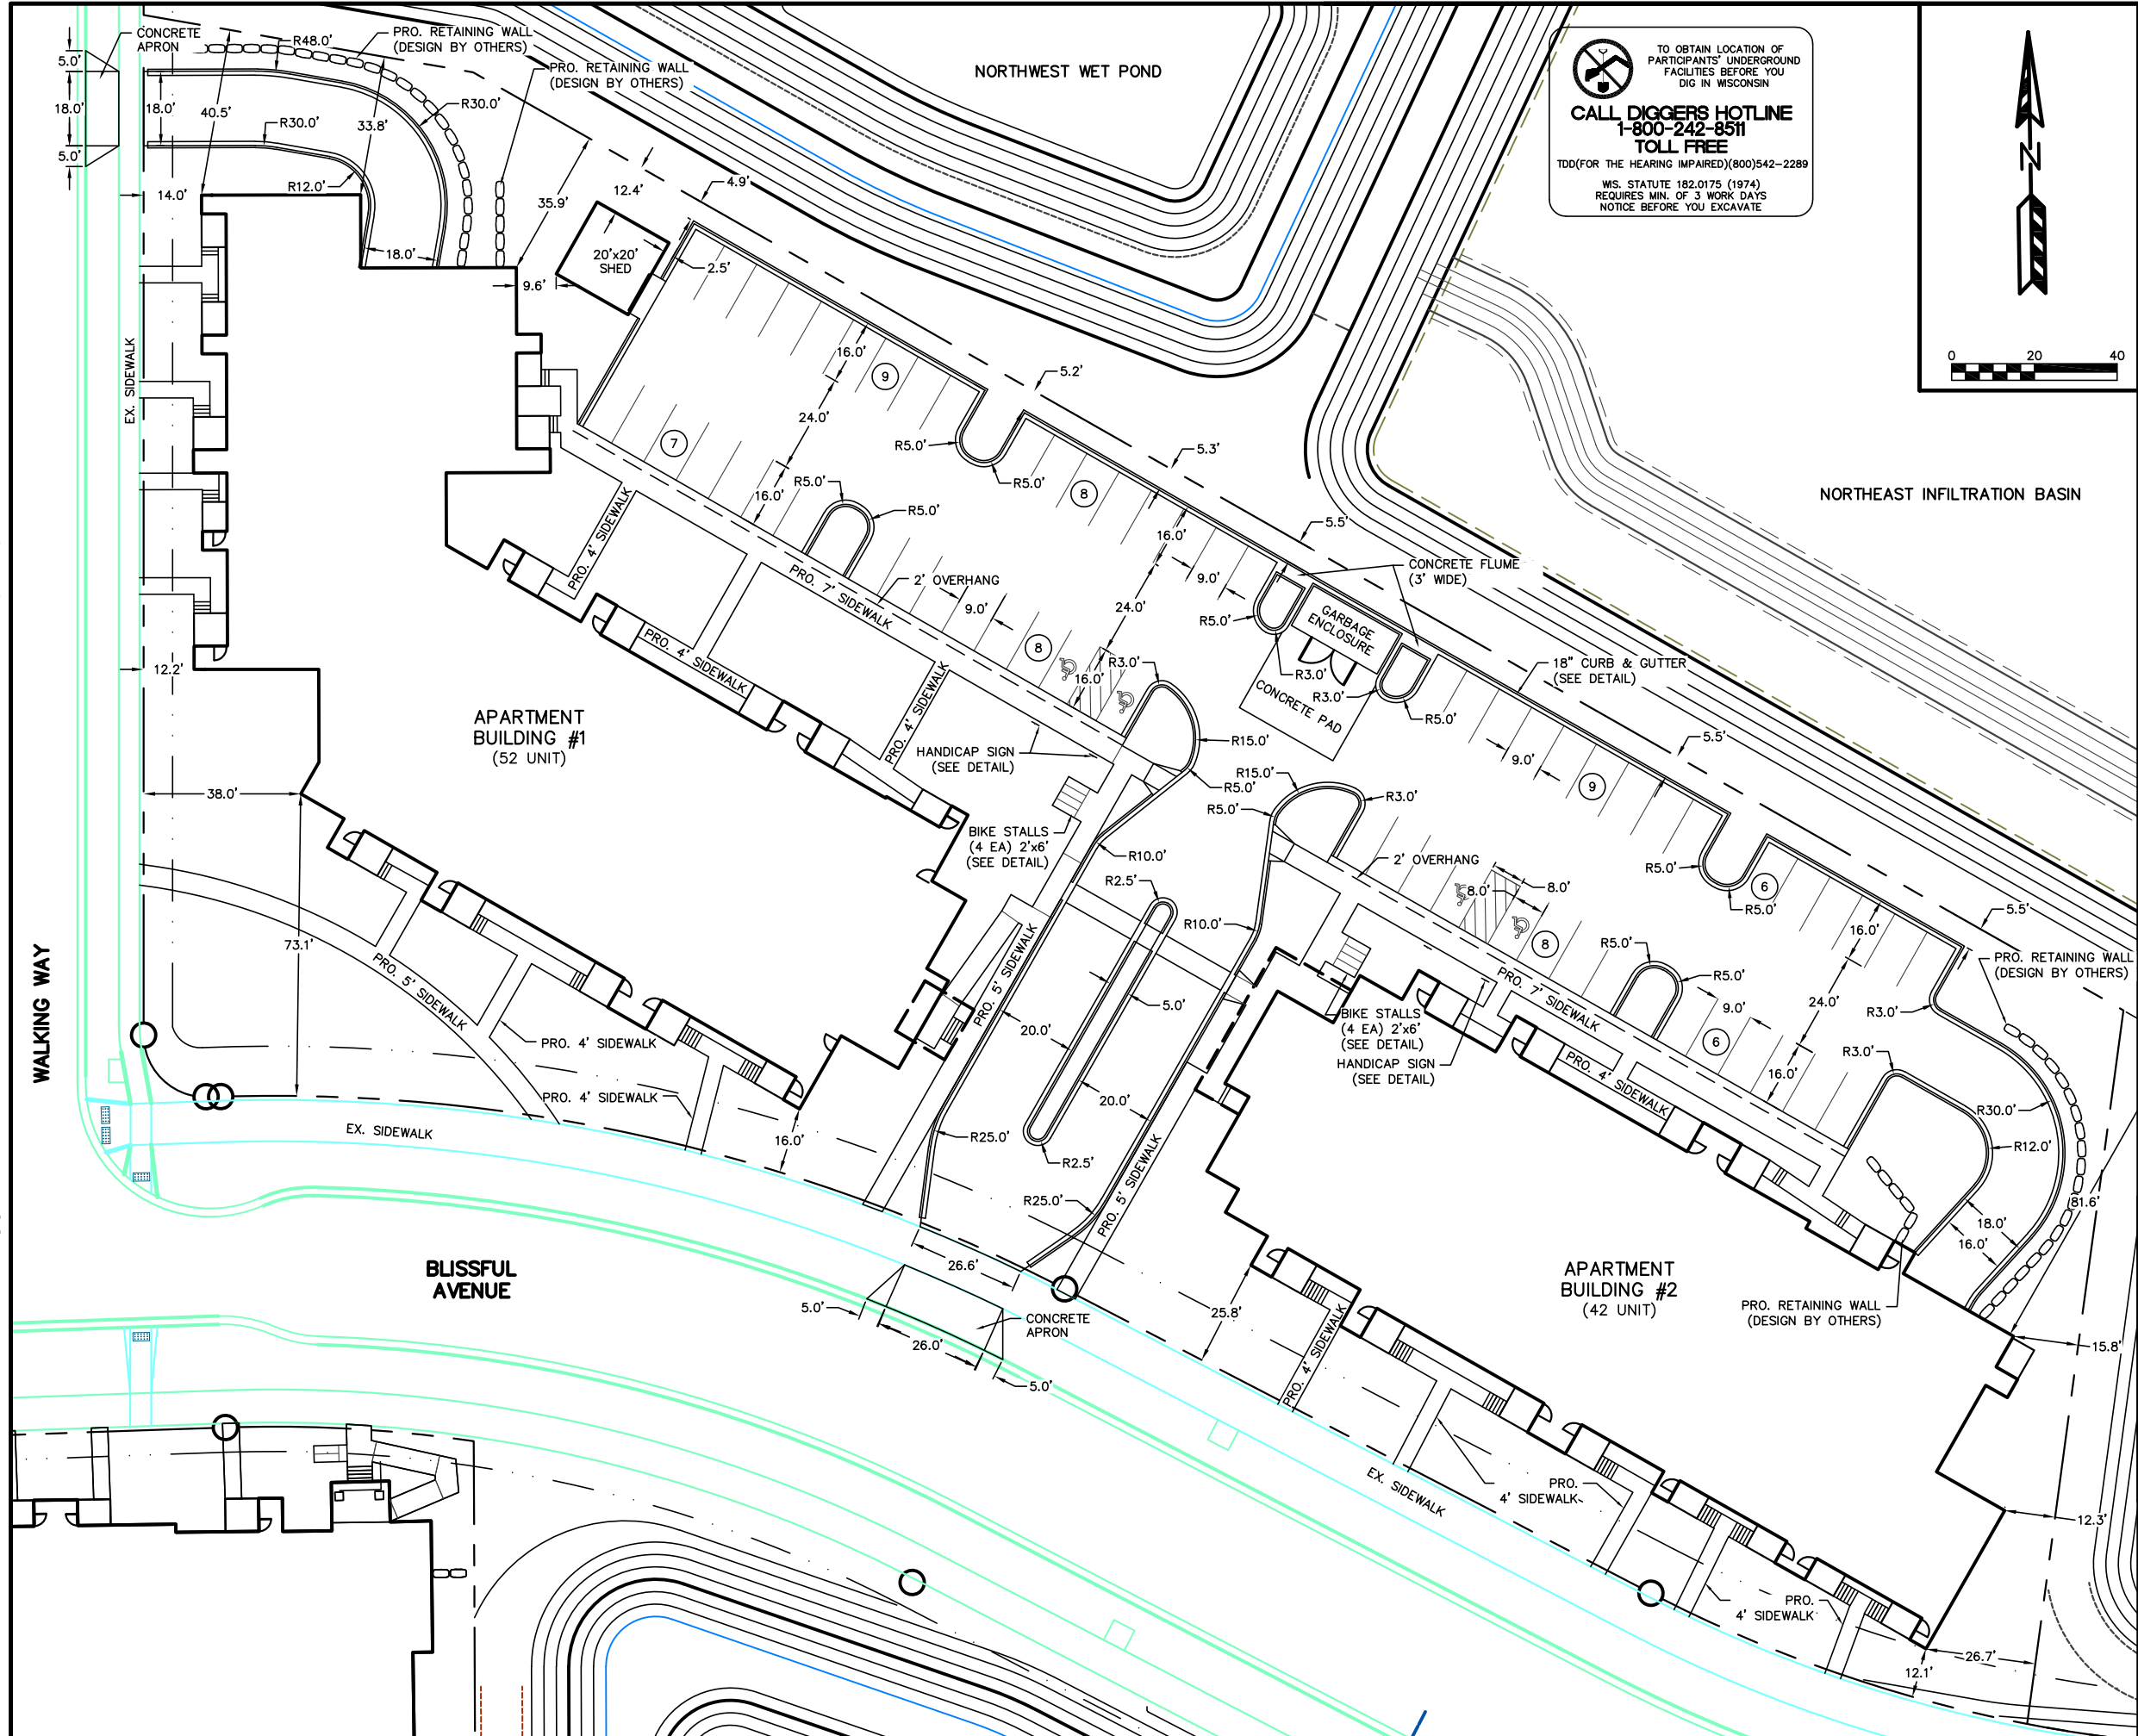 CONCRETE
APRON
5.0'
18.0'
5.0'
18.0'
40.5'
R48.0'
PRO. RETAINING WALL
(DESIGN BY OTHERS)
PRO. RETAINING WALL
(DESIGN BY OTHERS)
R30.0'
33.8'
R30.0'
R12.0'
14.0'
18.0'
35.9'
12.4'
4.9'
20'x20'
SHED
2.5'
9.6'
NORTHWEST WET POND
TO OBTAIN LOCATION OF
PARTICIPANTS' UNDERGROUND
FACILITIES BEFORE YOU
DIG IN WISCONSIN
CALL DIGGERS HOTLINE
1-800-242-8511
TOLL FREE
TDD(FOR THE HEARING IMPAIRED)(800)542-2289
WIS. STATUTE 182.0175 (1974)
REQUIRES MIN. OF 3 WORK DAYS
NOTICE BEFORE YOU EXCAVATE
N
0 20 40
EX. SIDEWALK
16.0'
9
24.0'
7
16.0'
5.2'
R5.0'
R5.0'
5.3'
8
R5.0'
R5.0'
16.0'
5.5'
NORTHEAST INFILTRATION BASIN
PRO. 4' SIDEWALK
PRO. 7' SIDEWALK
2' OVERHANG
9.0'
9.0'
24.0'
CONCRETE FLUME
(3' WIDE)
GARBAGE
ENCLOSURE
R5.0'
R3.0'
R3.0'
R5.0'
CONCRETE PAD
8
R3.0'
16.0'
PRO. 4' SIDEWALK
PRO. 4' SIDEWALK
18" CURB & GUTTER
(SEE DETAIL)
12.2'
APARTMENT
BUILDING #1
(52 UNIT)
HANDICAP SIGN
(SEE DETAIL)
R15.0'
R5.0'
R15.0'
R5.0'
R3.0'
9.0'
9
5.5'
38.0'
BIKE STALLS
(4 EA) 2'x6'
(SEE DETAIL)
R10.0'
R2.5'
R10.0'
2' OVERHANG
8.0'
8.0'
8
R5.0'
R5.0'
6
5.5'
16.0'
24.0'
PRO. RETAINING WALL
(DESIGN BY OTHERS)
73.1'
PRO. 5' SIDEWALK
PRO. 5' SIDEWALK
WALKING WAY
20.0'
5.0'
BIKE STALLS
(4 EA) 2'x6'
(SEE DETAIL)
HANDICAP SIGN
(SEE DETAIL)
PRO. 7' SIDEWALK
R5.0'
R5.0'
9.0'
6
16.0'
R3.0'
R3.0'
PRO. 4' SIDEWALK
PRO. 4' SIDEWALK
PRO. 4' SIDEWALK
20.0'
R30.0'
R12.0'
EX. SIDEWALK
16.0'
R25.0'
R2.5'
R25.0'
PRO. 5' SIDEWALK
81.6'
18.0'
16.0'
BLISSFUL
AVENUE
26.6'
5.0'
26.0'
CONCRETE
APRON
5.0'
25.8'
PRO. 4' SIDEWALK
APARTMENT
BUILDING #2
(42 UNIT)
PRO. RETAINING WALL
(DESIGN BY OTHERS)
15.8'
EX. SIDEWALK
PRO.
4' SIDEWALK
12.3'
PRO.
4' SIDEWALK
26.7'
12.1'